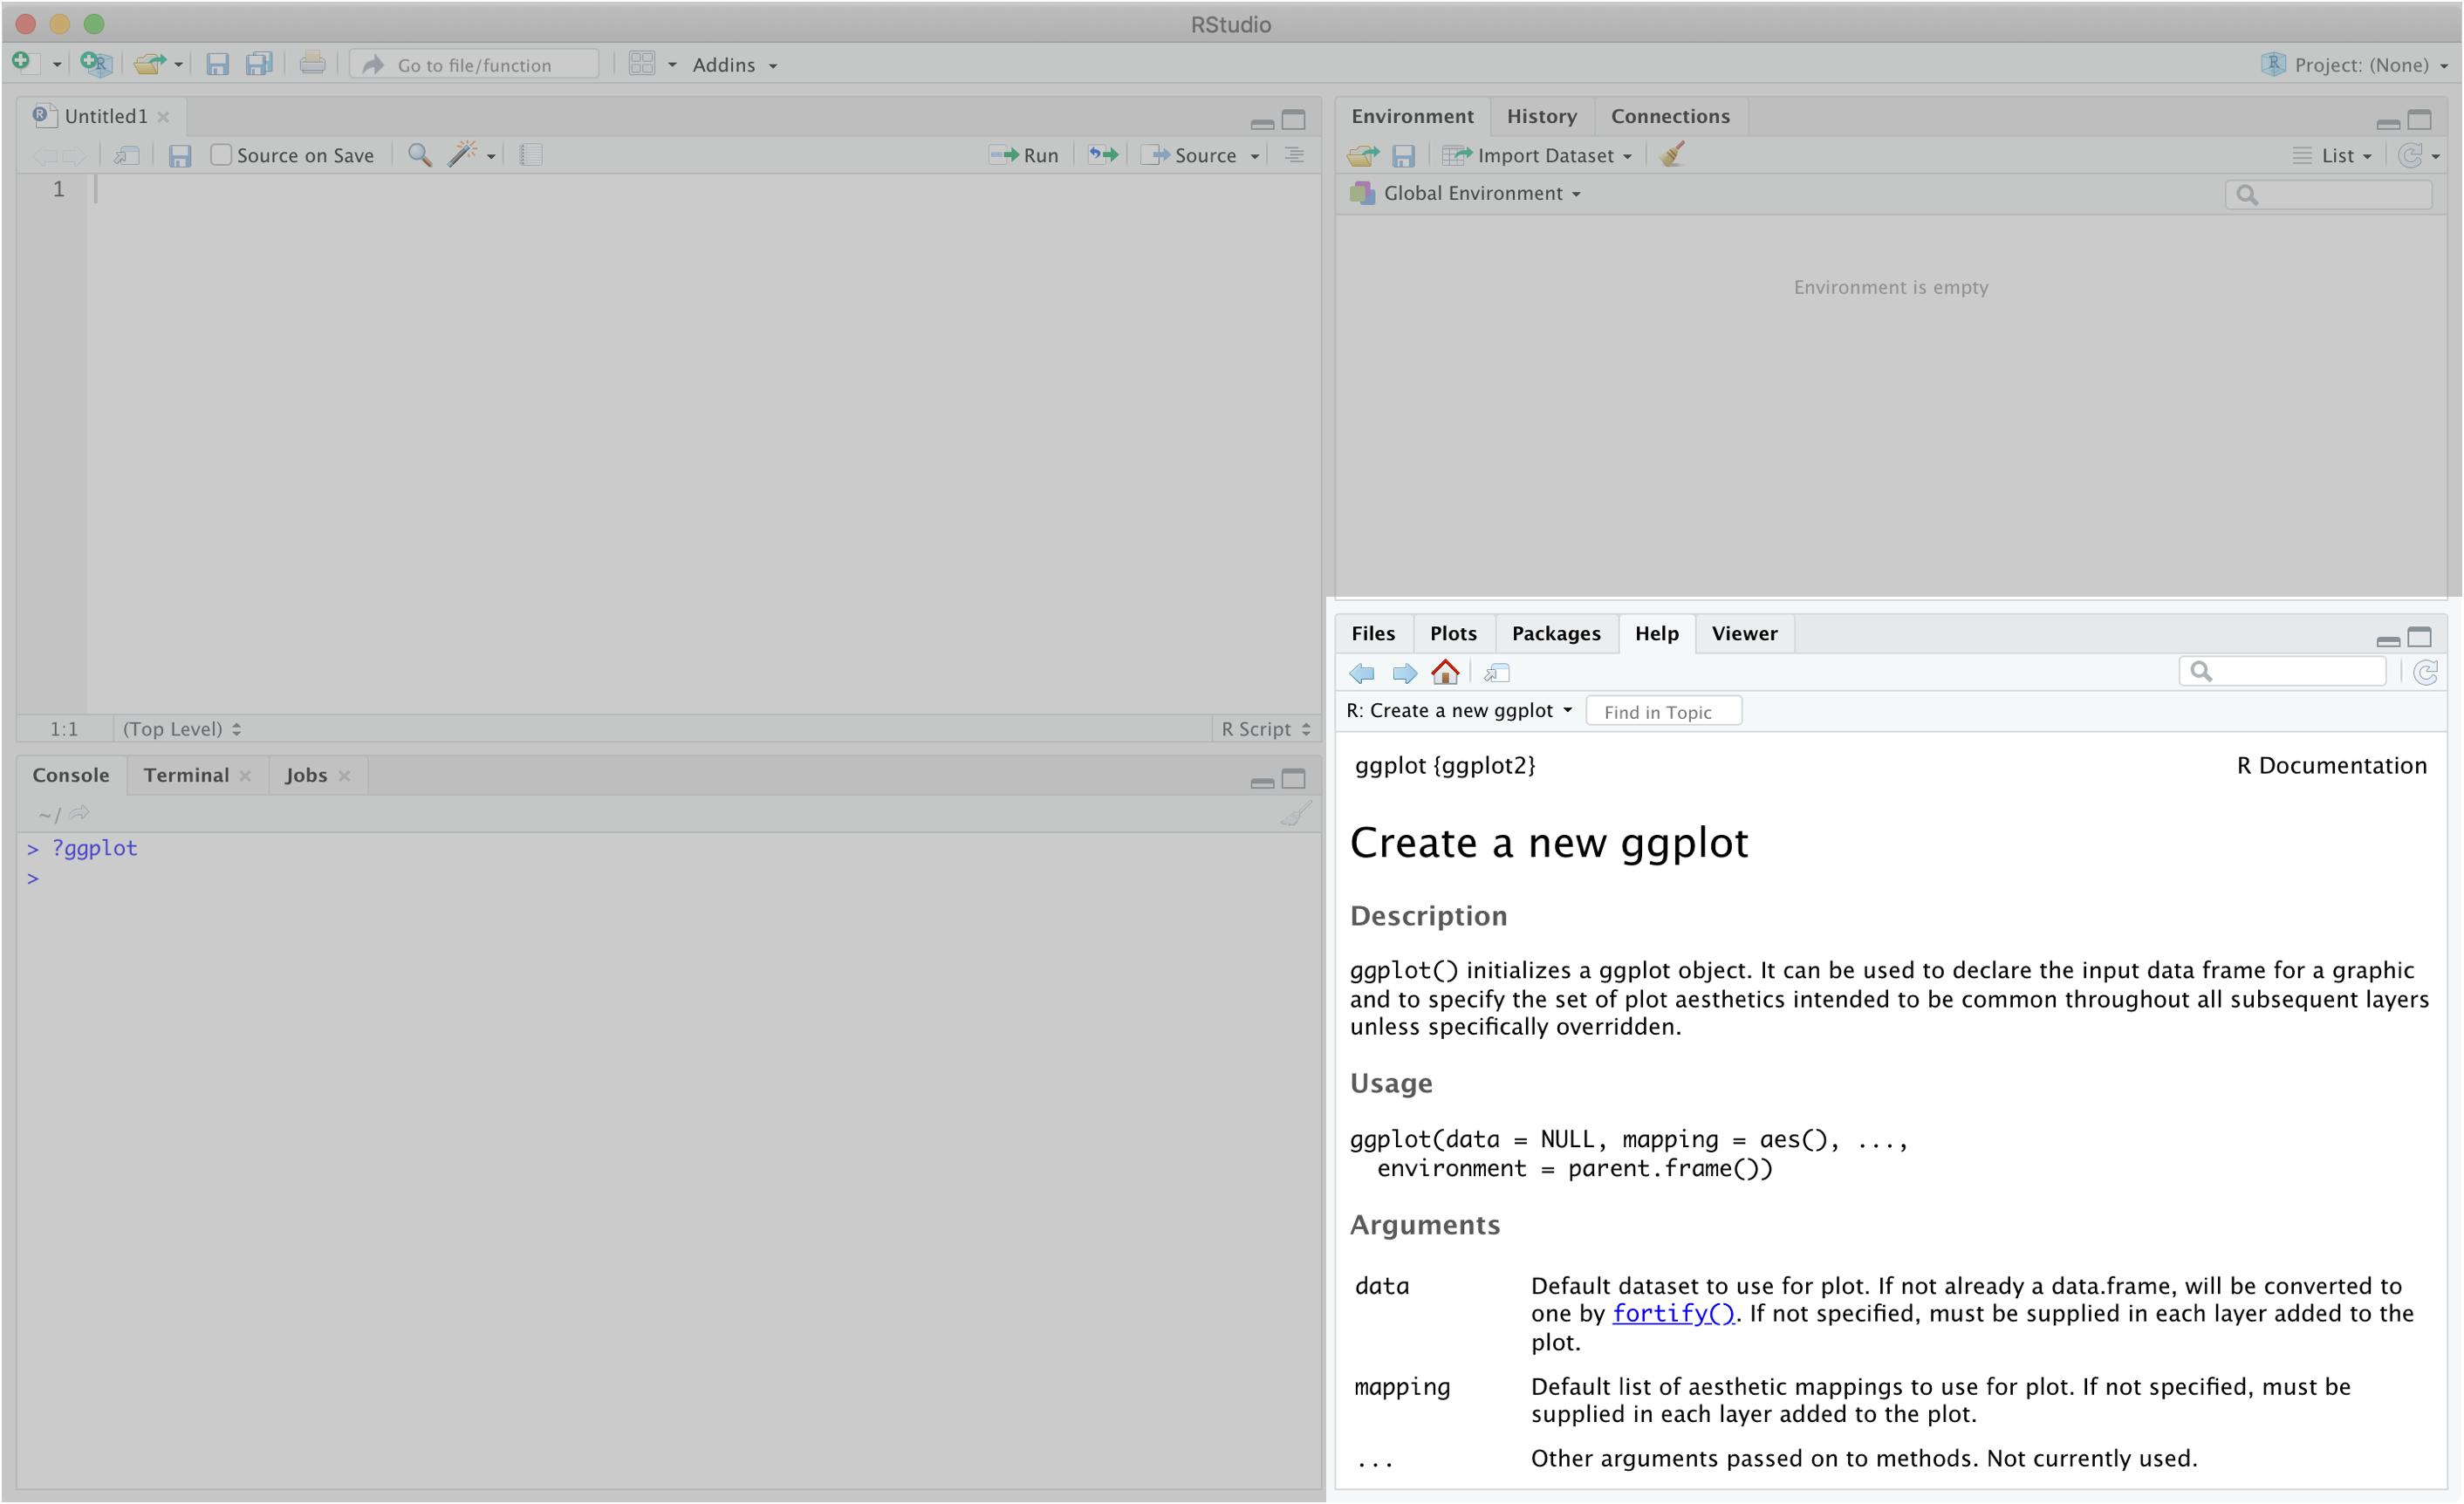 RStudio
Go to file/function
Addins
Project: (None)
Untitled1
Source on Save
Run
Source
1
1:1
(Top Level)
R Script
Console
Terminal
Jobs
~/
> ?ggplot
>
Environment
History
Connections
Import Dataset
List
Global Environment
Environment is empty
Files
Plots
Packages
Help
Viewer
R: Create a new ggplot
Find in Topic
ggplot {ggplot2}
R Documentation
Create a new ggplot
Description
ggplot() initializes a ggplot object. It can be used to declare the input data frame for a graphic
and to specify the set of plot aesthetics intended to be common throughout all subsequent layers
unless specifically overridden.
Usage
ggplot(data = NULL, mapping = aes(), ...,
  environment = parent.frame())
Arguments
data
Default dataset to use for plot. If not already a data.frame, will be converted to
one by fortify(). If not specified, must be supplied in each layer added to the
plot.
mapping
Default list of aesthetic mappings to use for plot. If not specified, must be
supplied in each layer added to the plot.
...
Other arguments passed on to methods. Not currently used.